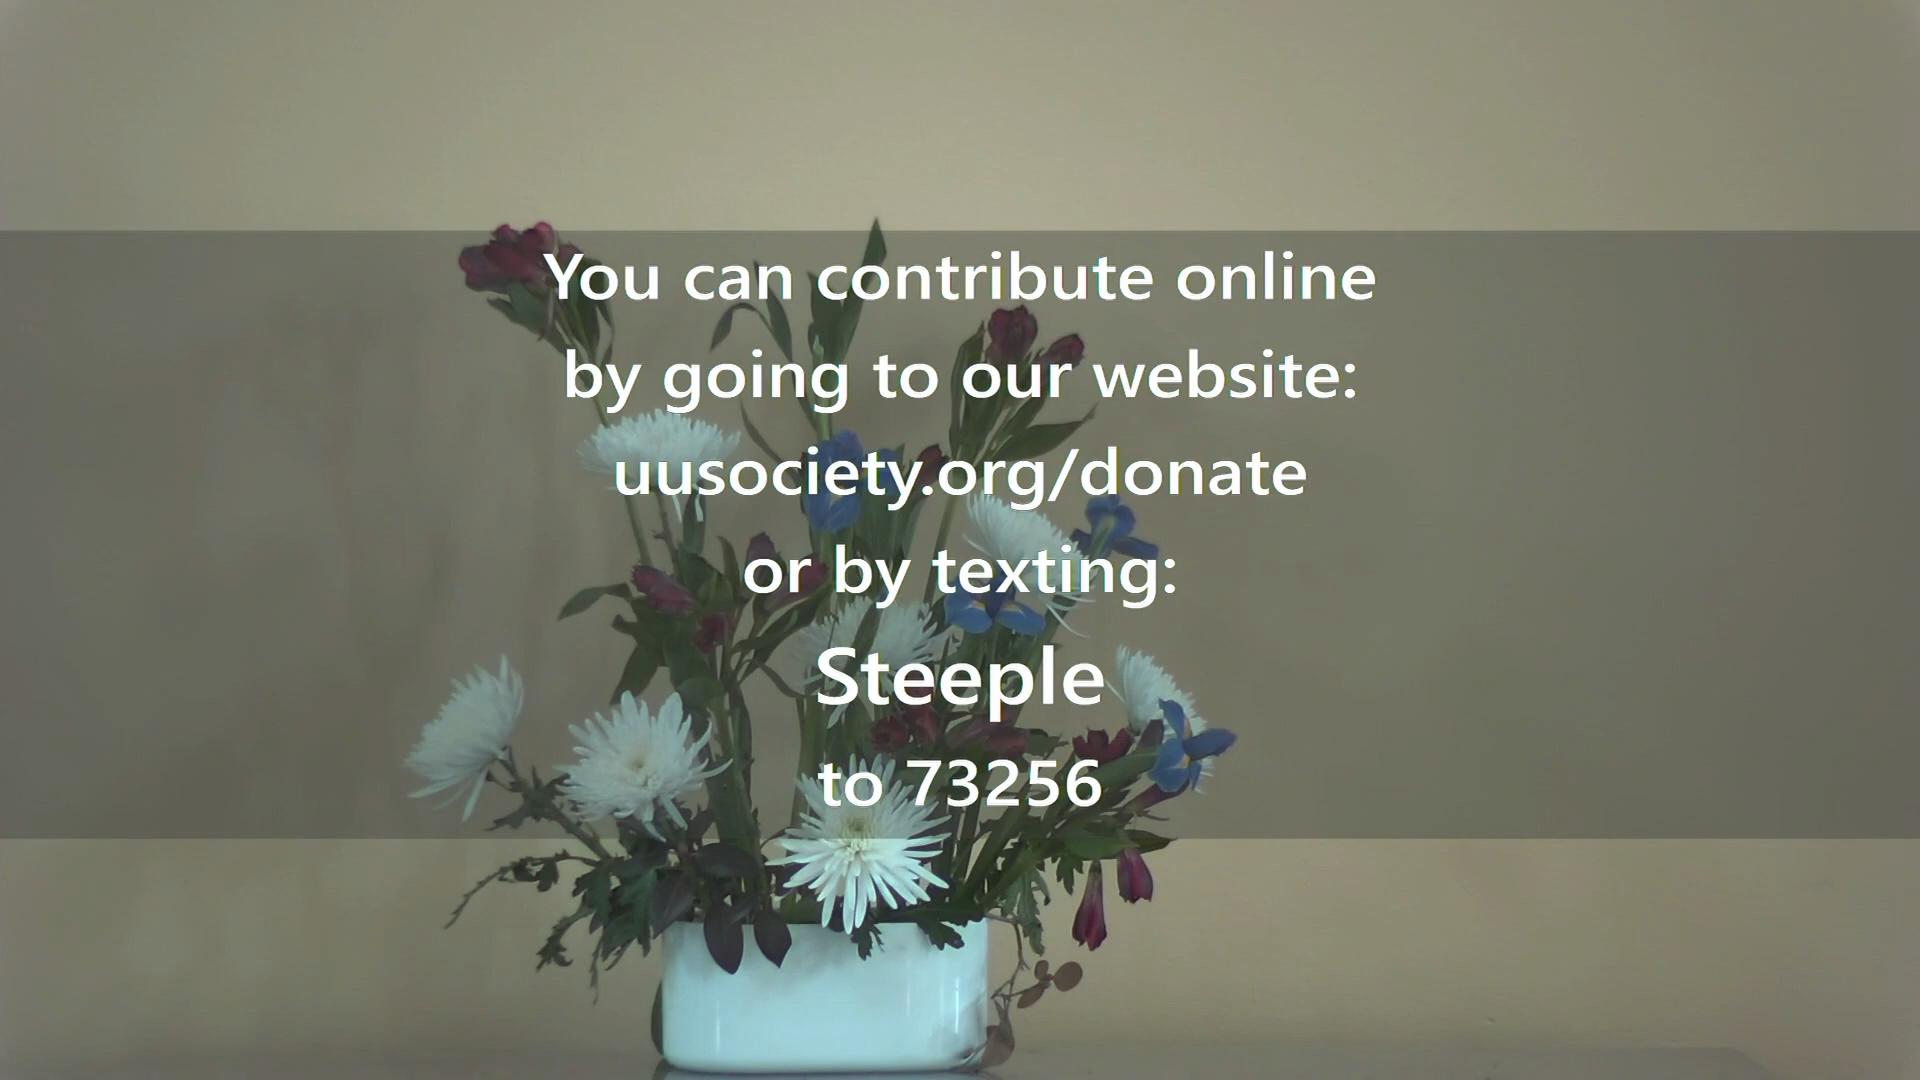 You can contribute online
by going to our website:
uusociety.org/donate
or by texting:
Steeple
to 73256